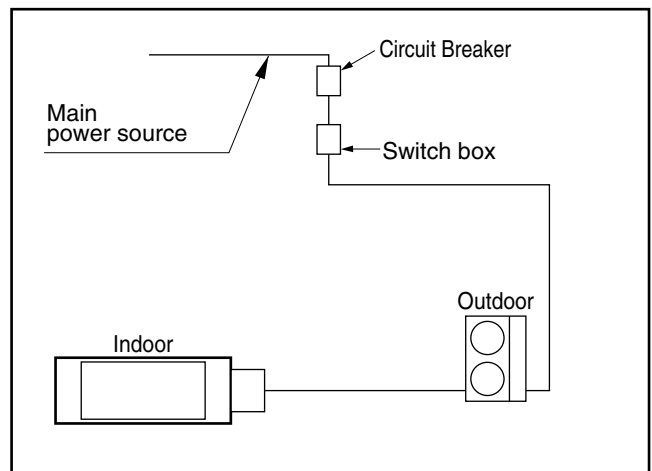 Circuit Breaker
Main
power source
Switch box
Outdoor
Indoor